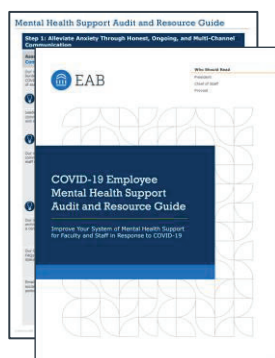 Mental Health Support Audit and Resource Guide
Step 1: Alleviate Anxiety Through Honest, Ongoing, and Multi-Channel
Communication
EAB
Who Should Read
President
Chief of Staff
Provost
COVID-19 Employee
Mental Health Support
Audit and Resource Guide
Improve Your System of Mental Health Support
for Faculty and Staff in Response to COVID-19